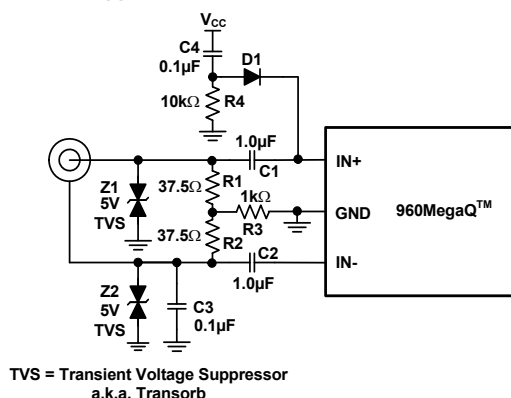 VCC
C4
0.1µF
D1
10kΩ
R4
1.0µF
C1
IN+
Z1
5V
TVS
37.5Ω
R1
1kΩ
R3
GND
960MegaQ™
37.5Ω
R2
C2
1.0µF
IN-
Z2
5V
TVS
C3
0.1µF
TVS = Transient Voltage Suppressor
a.k.a. Transorb